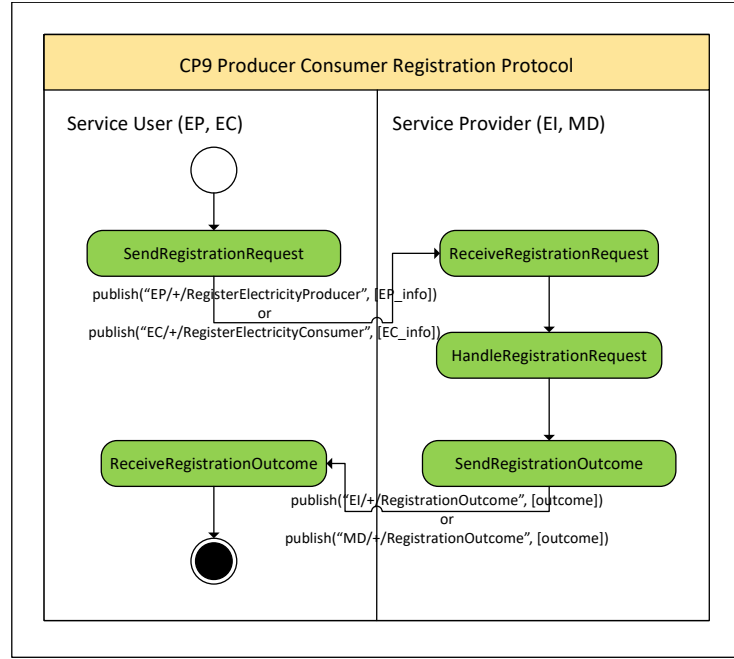 CP9 Producer Consumer Registration Protocol
Service User (EP, EC)
Service Provider (EI, MD)
SendRegistrationRequest
ReceiveRegistrationRequest
publish(“EP/+/RegisterElectricityProducer”, [EP_info])
or
publish(“EC/+/RegisterElectricityConsumer”, [EC_info])
HandleRegistrationRequest
ReceiveRegistrationOutcome
SendRegistrationOutcome
publish(“EI/+/RegistrationOutcome”, [outcome])
or
publish(“MD/+/RegistrationOutcome”, [outcome])